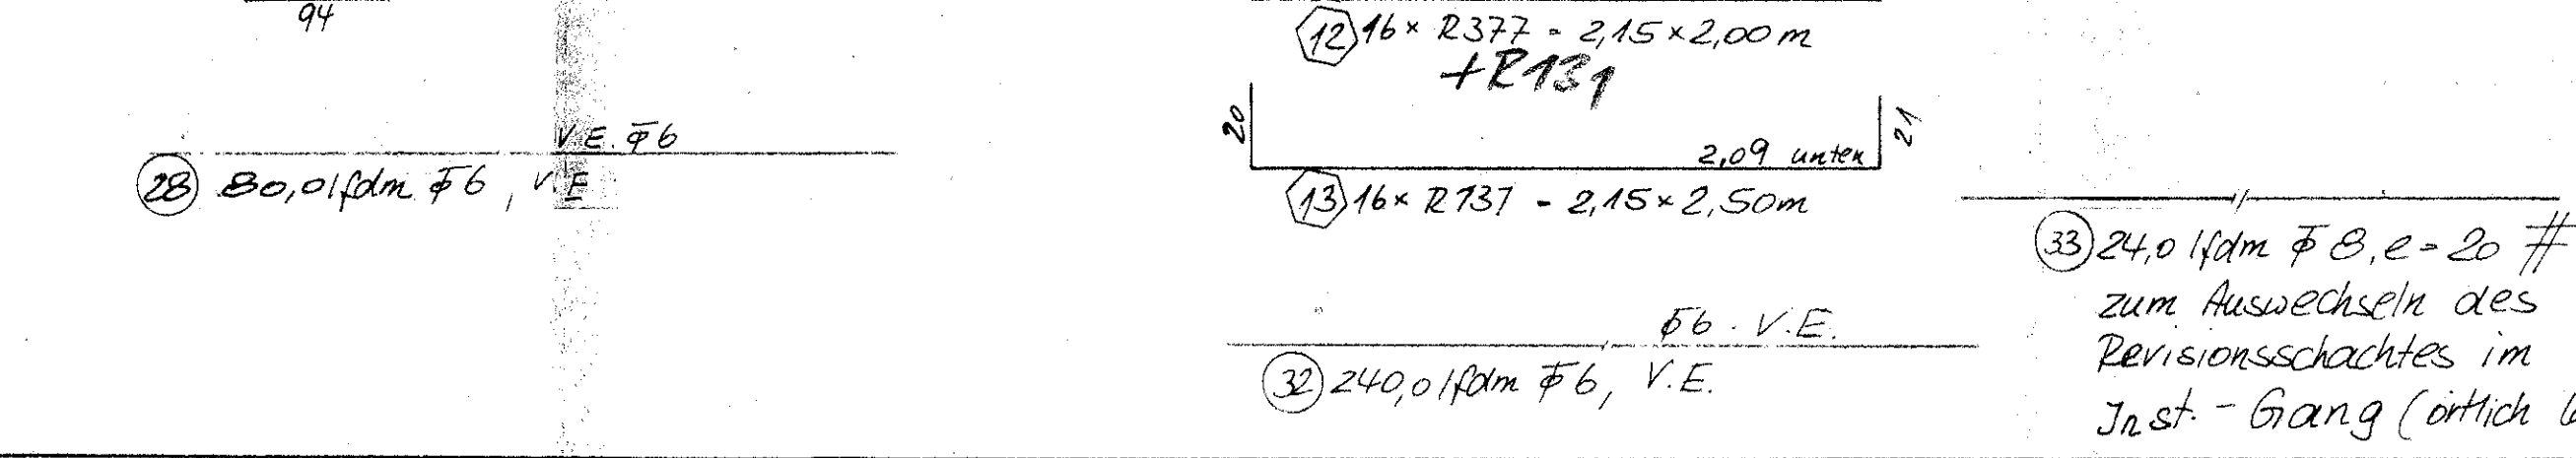 94
V.E. Φ6
28 80,0 lfdm Φ6, V.E
12 16× R377 - 2,15×2,00m
+R131
20
21
2,09 unten
13 16× R131 - 2,15×2,50m
Φ6 . V.E.
32 240,0 lfdm Φ6, V.E.
33 24,0 lfdm Φ8, e=20 #
zum Auswechseln des
Revisionsschachtes im
Inst. - Gang (örtlich